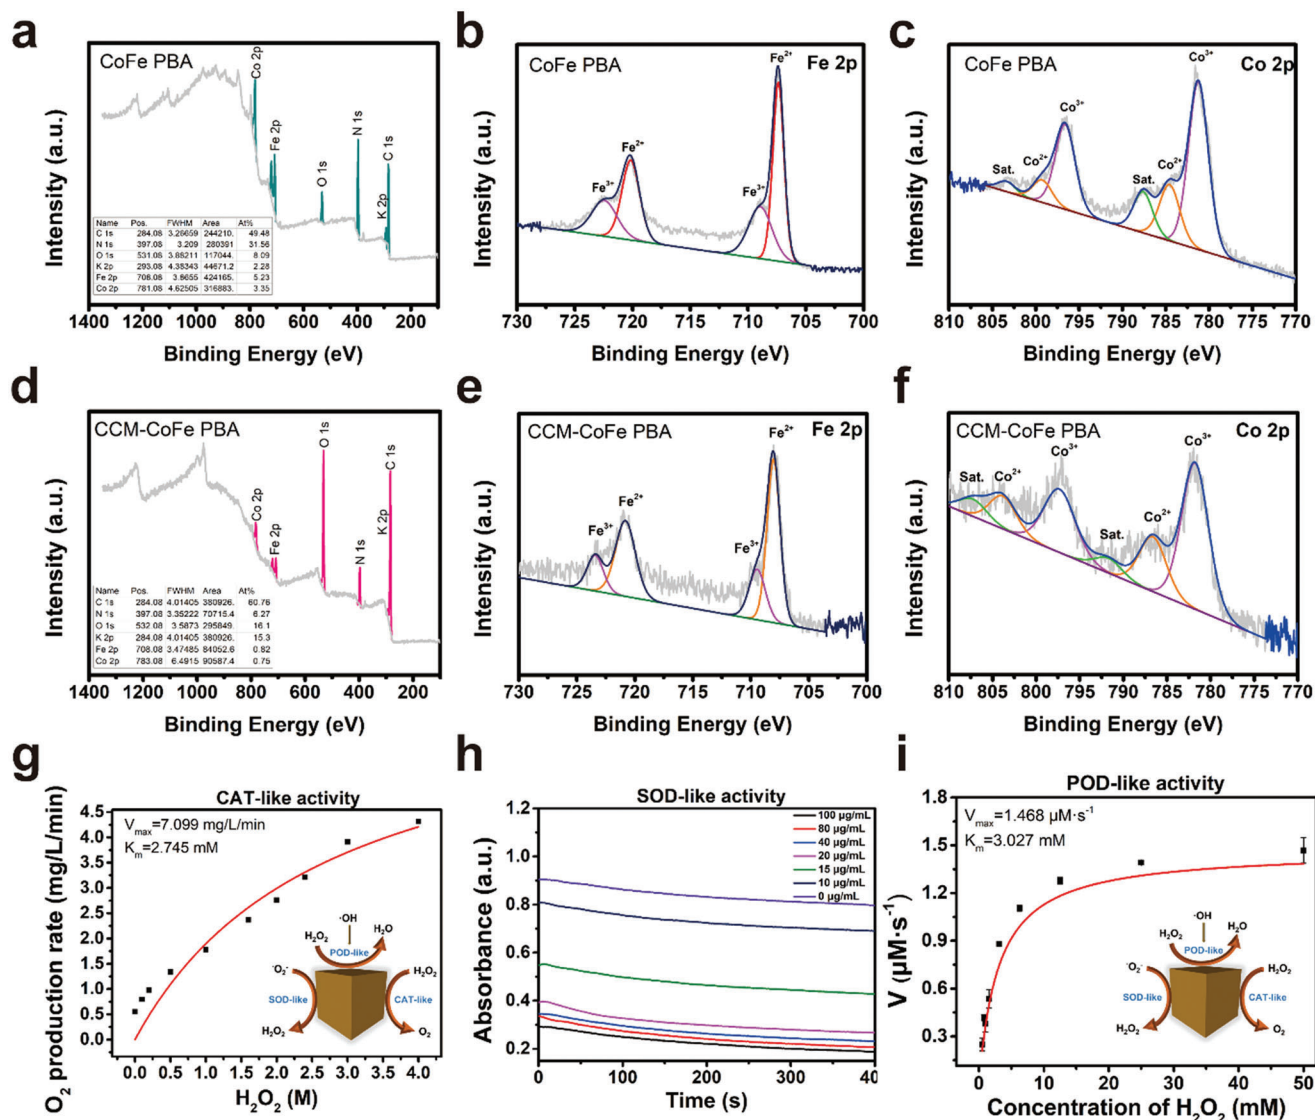 a
CoFe PBA
Co 2p
Fe 2p
O 1s
N 1s
K 2p
C 1s
Name Pos. FWHM Area At%
C 1s 284.08 3.26659 244210. 49.48
N 1s 397.08 3.209 280391 31.56
O 1s 531.08 3.88211 117044. 8.09
K 2p 293.08 4.38343 44671.2 2.28
Fe 2p 708.08 3.8655 424165. 5.23
Co 2p 781.08 4.62505 316883. 3.35
Intensity (a.u.)
1400 1200 1000 800 600 400 200
Binding Energy (eV)
b
CoFe PBA
Fe 2p
Fe³⁺
Fe²⁺
Fe³⁺
Fe²⁺
Intensity (a.u.)
730 725 720 715 710 705 700
Binding Energy (eV)
c
CoFe PBA
Co 2p
Sat.
Co²⁺
Co³⁺
Sat.
Co²⁺
Co³⁺
Intensity (a.u.)
810 805 800 795 790 785 780 775 770
Binding Energy (eV)
d
CCM-CoFe PBA
Co 2p
Fe 2p
O 1s
N 1s
K 2p
C 1s
Name Pos. FWHM Area At%
C 1s 284.08 4.01405 380926. 60.76
N 1s 397.08 3.35222 70715.4 6.27
O 1s 532.08 3.5873 295849. 16.1
K 2p 284.08 4.01405 380926. 15.3
Fe 2p 708.08 3.47485 84052.6 0.82
Co 2p 783.08 6.4915 90587.4 0.75
Intensity (a.u.)
1400 1200 1000 800 600 400 200
Binding Energy (eV)
e
CCM-CoFe PBA
Fe 2p
Fe³⁺
Fe²⁺
Fe³⁺
Fe²⁺
Intensity (a.u.)
730 725 720 715 710 705 700
Binding Energy (eV)
f
CCM-CoFe PBA
Co 2p
Sat.
Co²⁺
Co³⁺
Sat.
Co²⁺
Co³⁺
Intensity (a.u.)
810 805 800 795 790 785 780 775 770
Binding Energy (eV)
g
CAT-like activity
Vmax=7.099 mg/L/min
Km=2.745 mM
O₂ production rate (mg/L/min)
4.5
4.0
3.5
3.0
2.5
2.0
1.5
1.0
0.5
0.0
·OH
H₂O₂
H₂O
POD-like
·O₂⁻
H₂O₂
SOD-like
CAT-like
H₂O₂
O₂
0.0 0.5 1.0 1.5 2.0 2.5 3.0 3.5 4.0
H₂O₂ (M)
h
SOD-like activity
100 µg/mL
80 µg/mL
40 µg/mL
20 µg/mL
15 µg/mL
10 µg/mL
0 µg/mL
Absorbance (a.u.)
1.2
1.0
0.8
0.6
0.4
0.2
0 100 200 300 400
Time (s)
i
POD-like activity
Vmax=1.468 µM·s⁻¹
Km=3.027 mM
V (µM·s⁻¹)
1.8
1.5
1.2
0.9
0.6
0.3
·OH
H₂O₂
H₂O
POD-like
·O₂⁻
H₂O₂
SOD-like
CAT-like
H₂O₂
O₂
0 10 20 30 40 50
Concentration of H₂O₂ (mM)